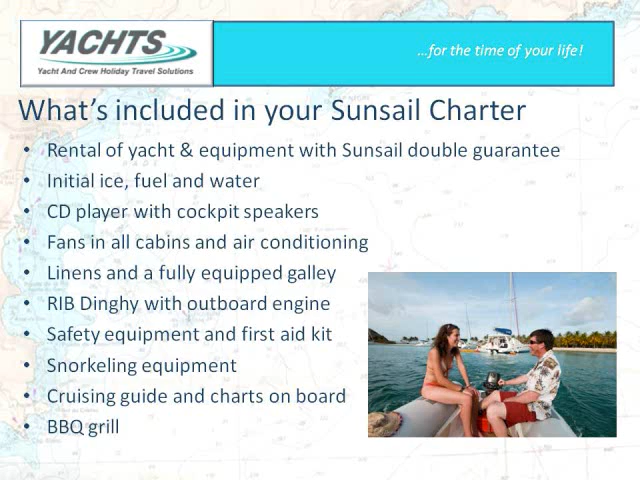 YACHTS
Yacht And Crew Holiday Travel Solutions
...for the time of your life!
What's included in your Sunsail Charter
• Rental of yacht & equipment with Sunsail double guarantee
• Initial ice, fuel and water
• CD player with cockpit speakers
• Fans in all cabins and air conditioning
• Linens and a fully equipped galley
• RIB Dinghy with outboard engine
• Safety equipment and first aid kit
• Snorkeling equipment
• Cruising guide and charts on board
• BBQ grill